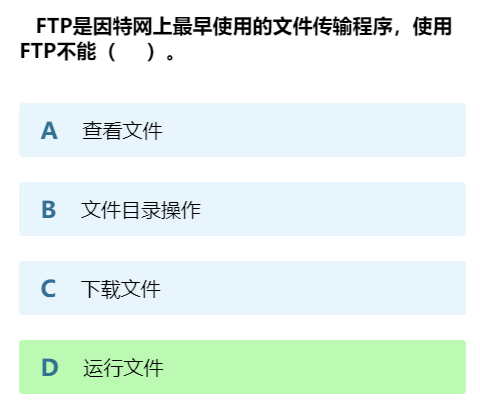 FTP是因特网上最早使用的文件传输程序，使用
FTP不能（　）。
A 查看文件
B 文件目录操作
C 下载文件
D 运行文件